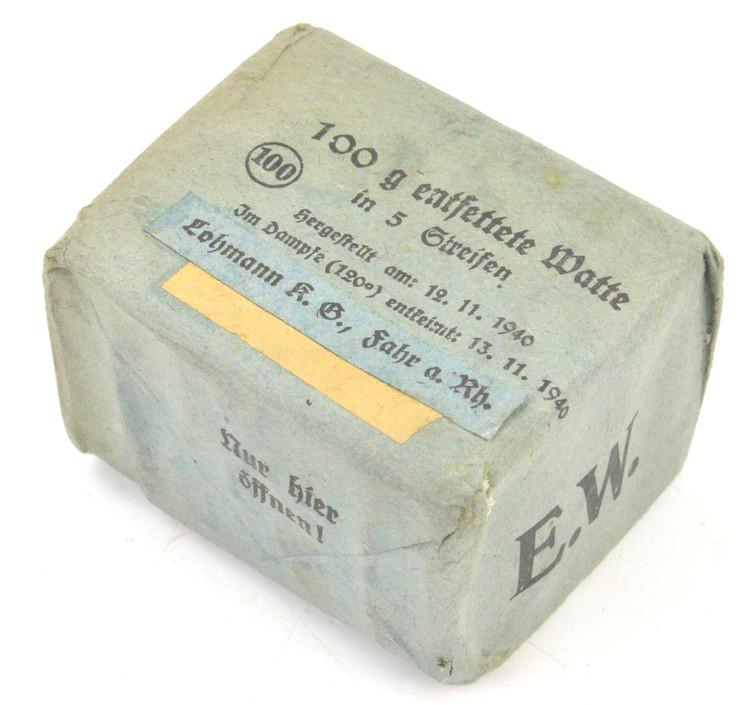 100 g entfettete Watte
100
in 5 Streifen
Hergestellt am: 12. 11. 1940
Im Dampfe (120°) entkeimt: 13. 11. 1940
Lohmann K. G., Fahr a. Rh.
Nur hier
öffnen!
E.W.